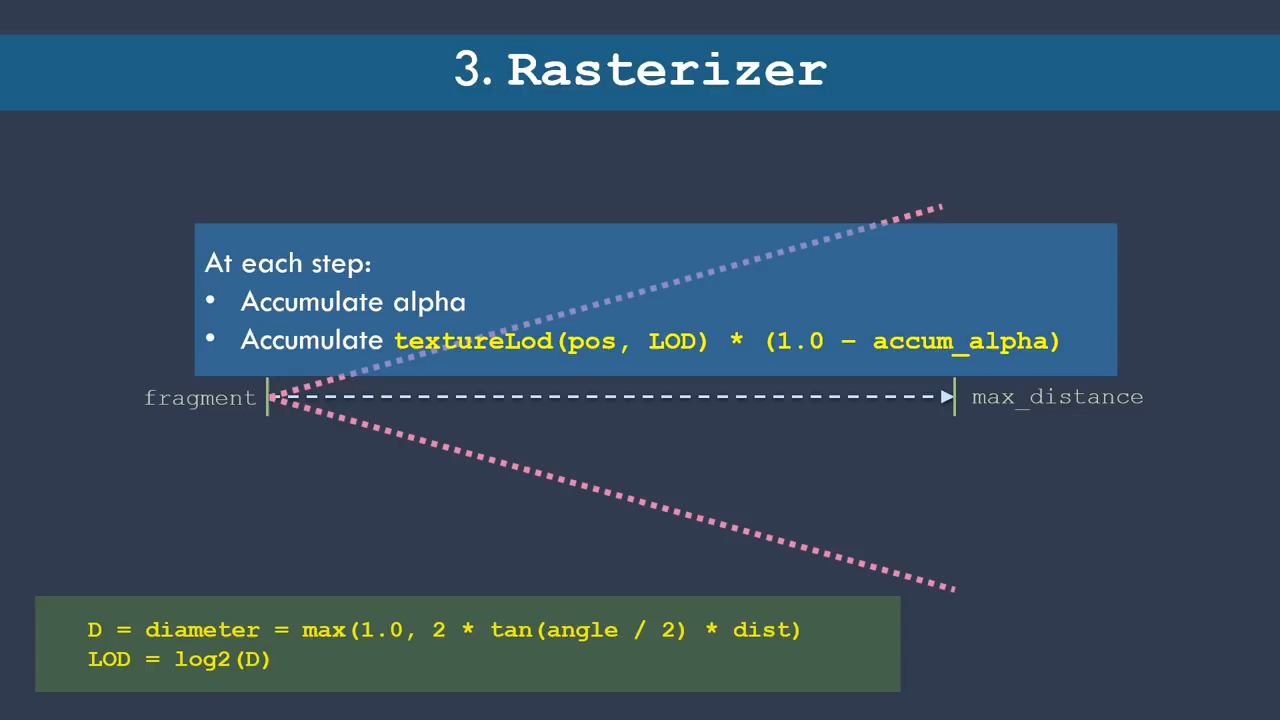 3. Rasterizer
At each step:
• Accumulate alpha
• Accumulate textureLod(pos, LOD) * (1.0 – accum_alpha)
fragment
max_distance
D = diameter = max(1.0, 2 * tan(angle / 2) * dist)
LOD = log2(D)